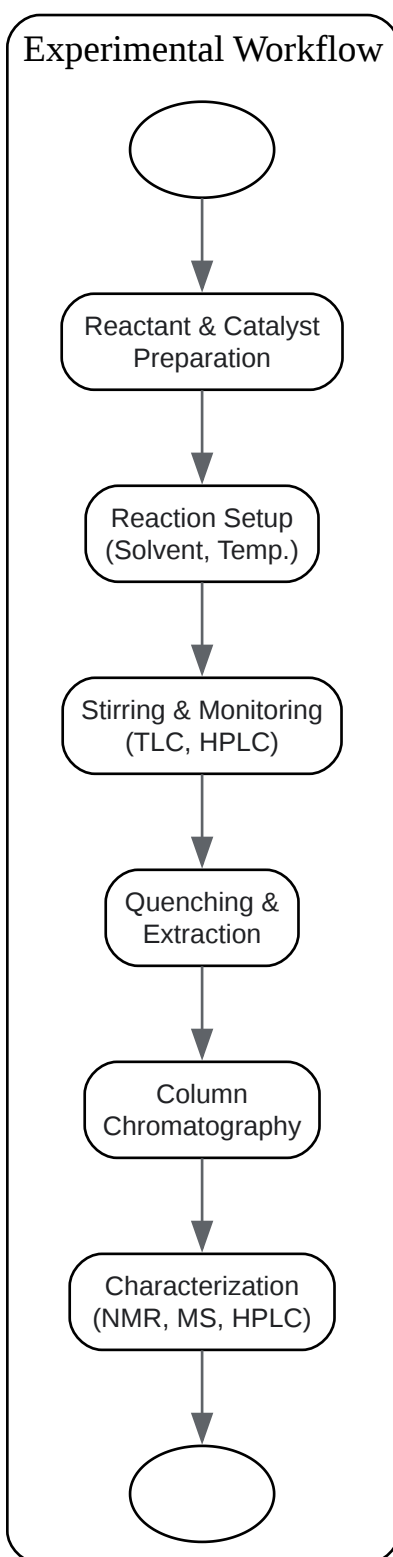 Experimental Workflow
Reactant & Catalyst
Preparation
Reaction Setup
(Solvent, Temp.)
Stirring & Monitoring
(TLC, HPLC)
Quenching &
Extraction
Column
Chromatography
Characterization
(NMR, MS, HPLC)